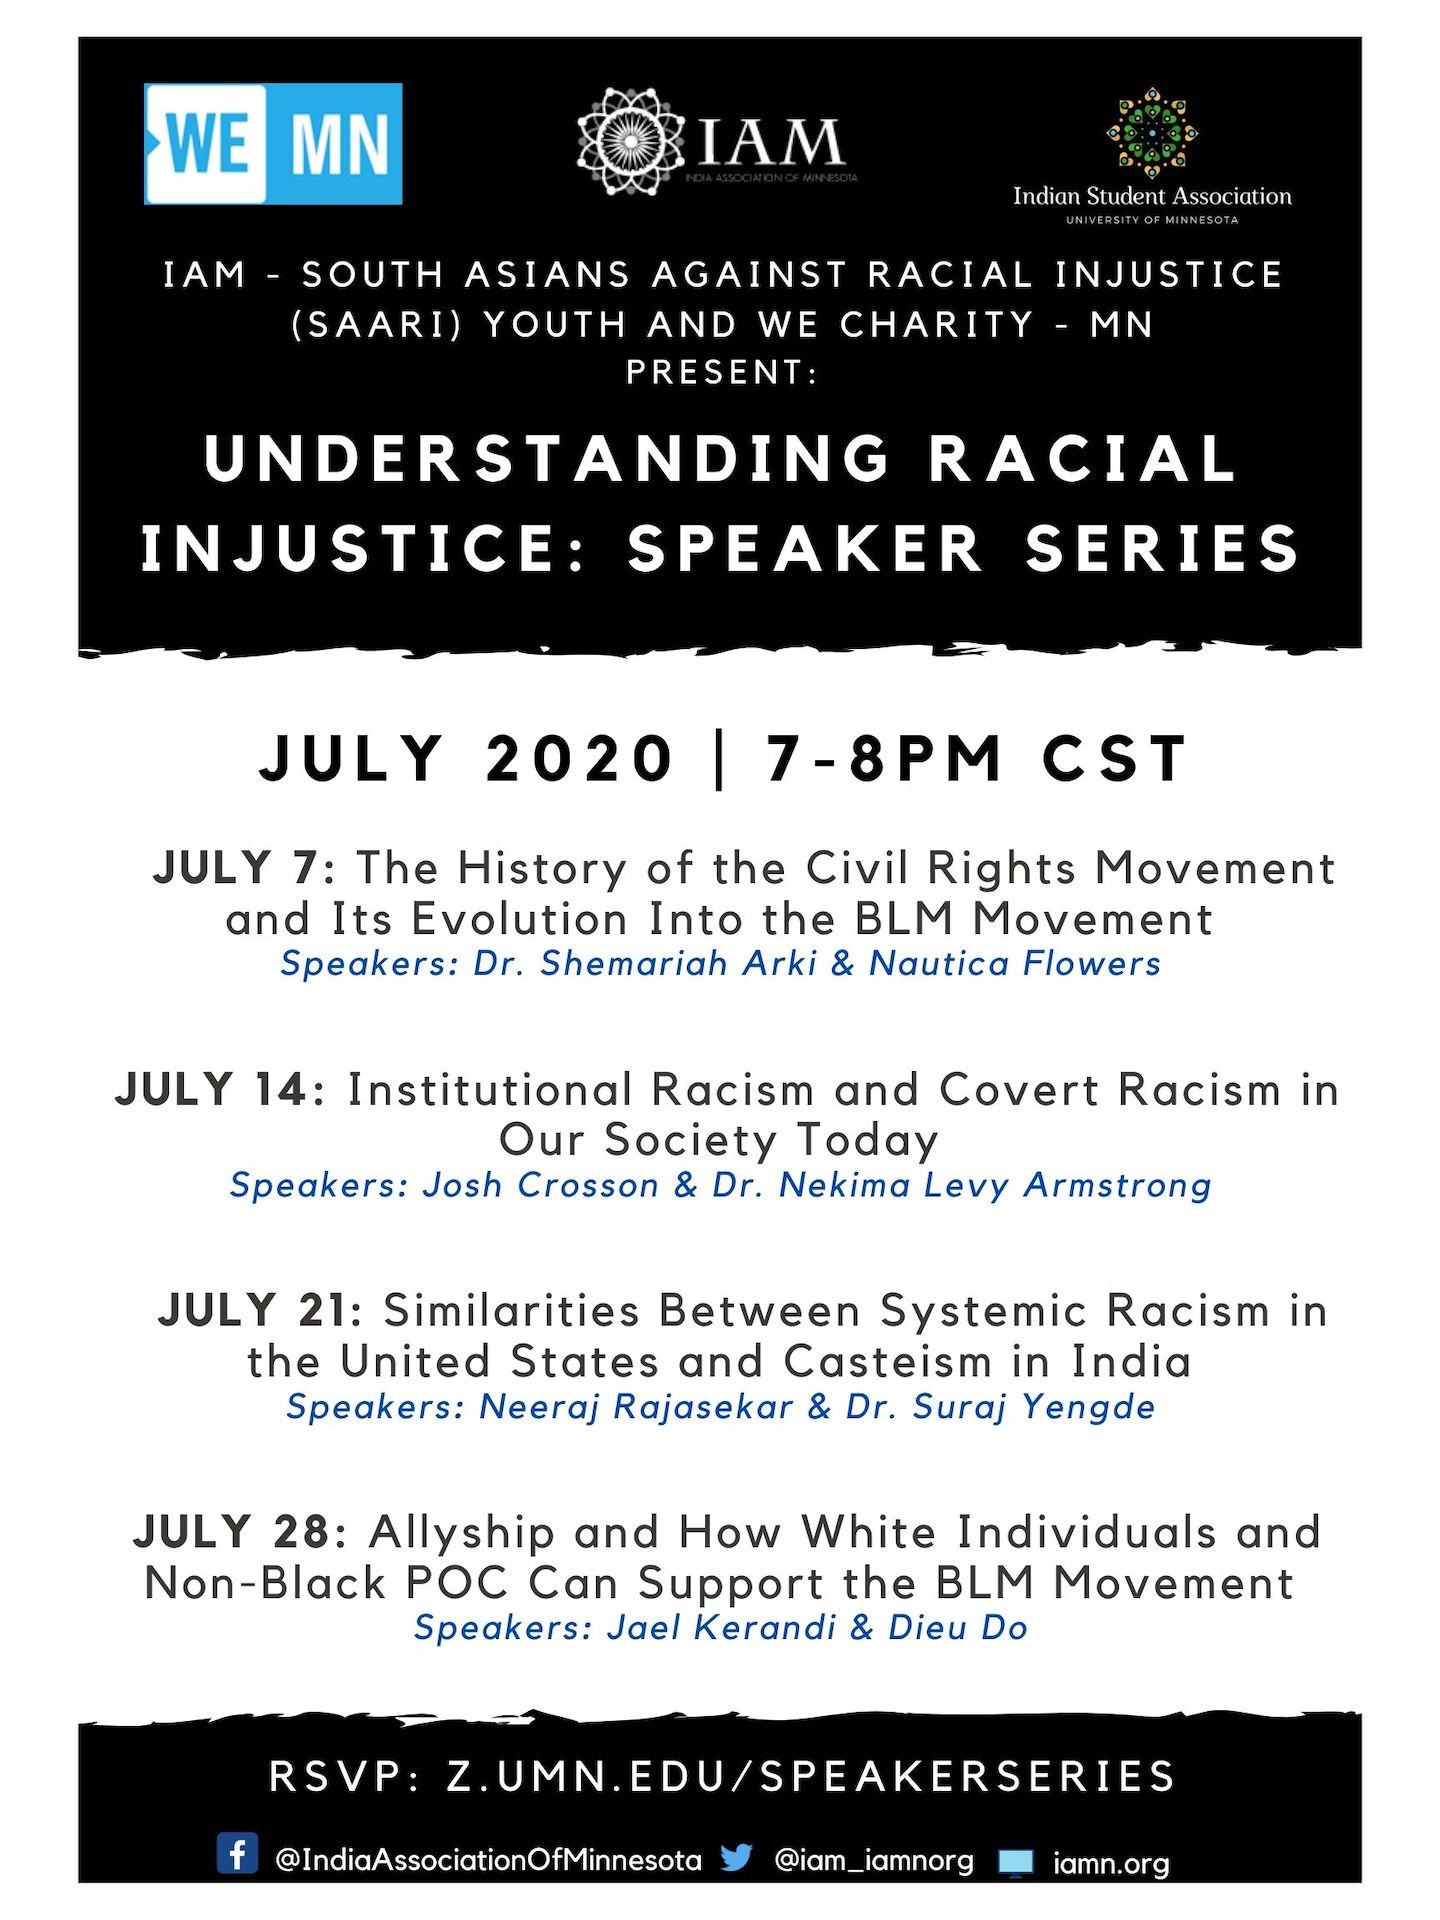 WE MN
IAM
INDIA ASSOCIATION OF MINNESOTA
Indian Student Association
UNIVERSITY OF MINNESOTA
IAM - SOUTH ASIANS AGAINST RACIAL INJUSTICE
(SAARI) YOUTH AND WE CHARITY - MN
PRESENT:
UNDERSTANDING RACIAL
INJUSTICE: SPEAKER SERIES
JULY 2020 | 7-8PM CST
JULY 7: The History of the Civil Rights Movement
and Its Evolution Into the BLM Movement
Speakers: Dr. Shemariah Arki & Nautica Flowers
JULY 14: Institutional Racism and Covert Racism in
Our Society Today
Speakers: Josh Crosson & Dr. Nekima Levy Armstrong
JULY 21: Similarities Between Systemic Racism in
the United States and Casteism in India
Speakers: Neeraj Rajasekar & Dr. Suraj Yengde
JULY 28: Allyship and How White Individuals and
Non-Black POC Can Support the BLM Movement
Speakers: Jael Kerandi & Dieu Do
RSVP: Z.UMN.EDU/SPEAKERSERIES
@IndiaAssociationOfMinnesota @iam_iamnorg iamn.org